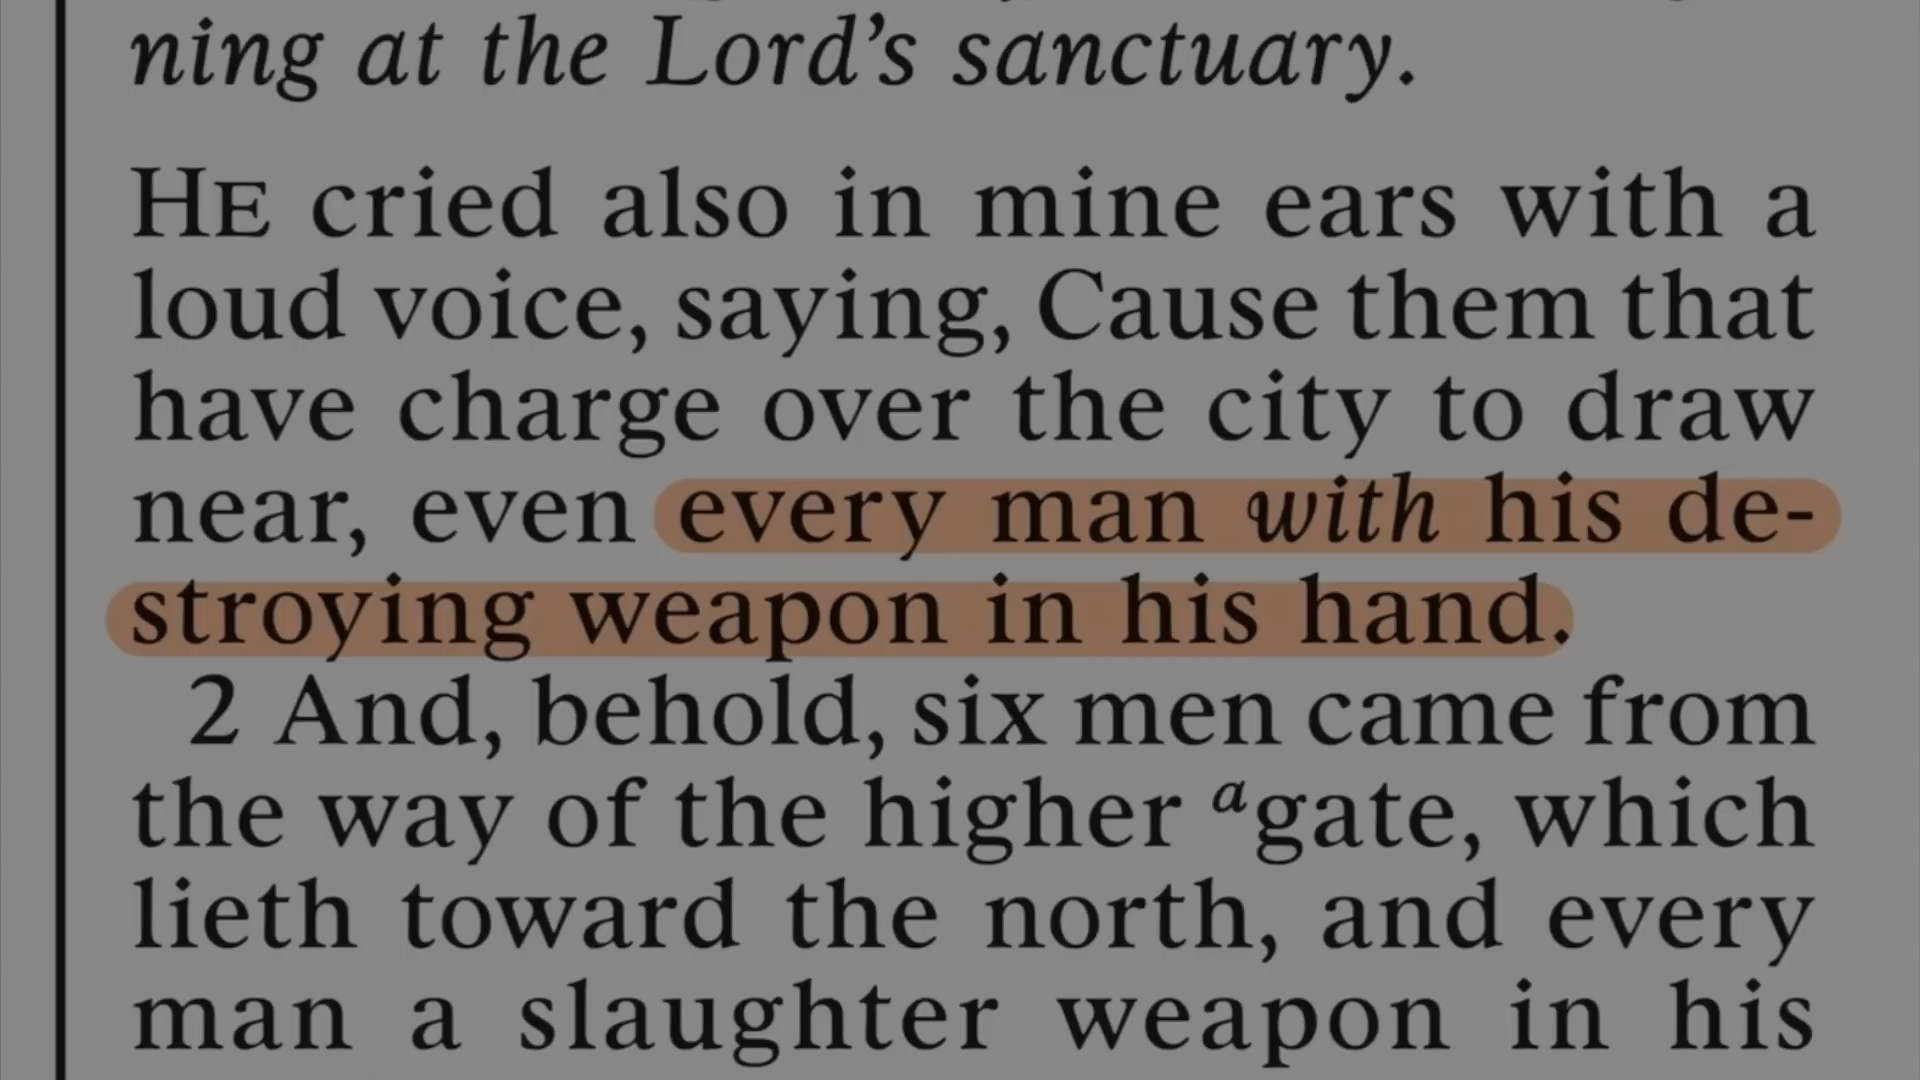 ning at the Lord’s sanctuary.
HE cried also in mine ears with a
loud voice, saying, Cause them that
have charge over the city to draw
near, even every man with his de-
stroying weapon in his hand.
2 And, behold, six men came from
the way of the higher a gate, which
lieth toward the north, and every
man a slaughter weapon in his